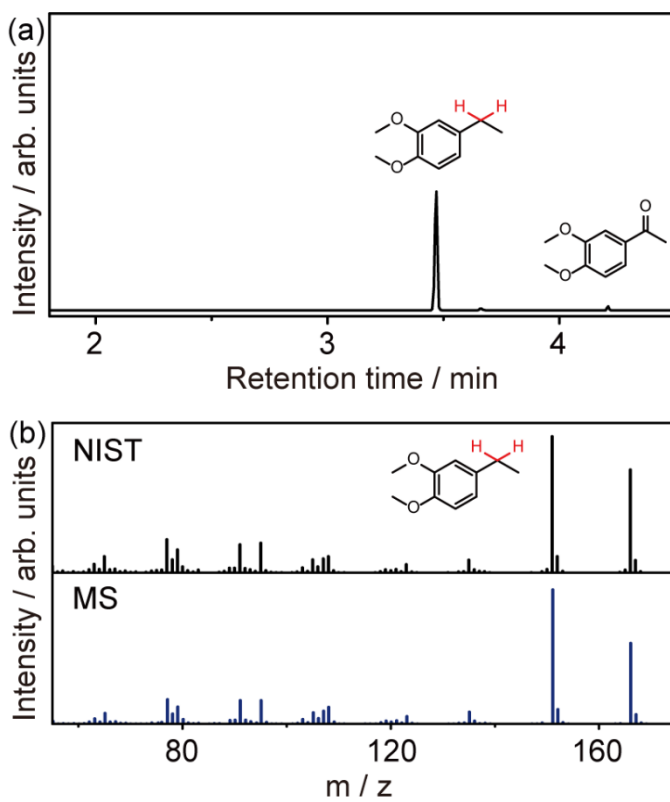 (a)
Intensity / arb. units
H H
O
O
O
O
O
2 3 4
Retention time / min
(b)
NIST
H H
O
O
Intensity / arb. units
MS
80 120 160
m / z